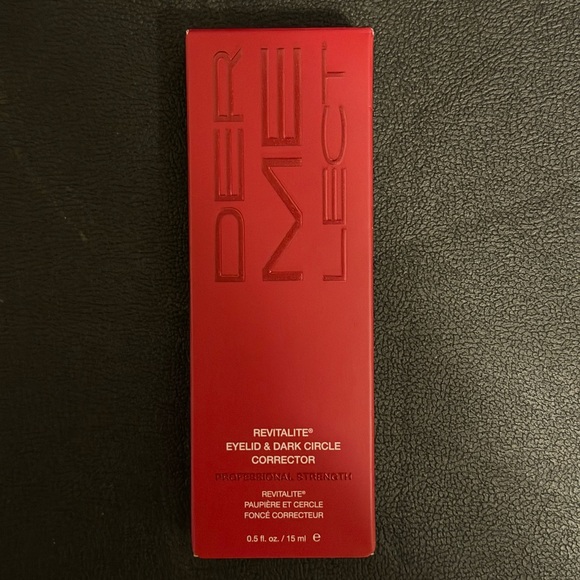 DER
ME
LECT
REVITALITE®
EYELID & DARK CIRCLE
CORRECTOR
PROFESSIONAL STRENGTH
REVITALITE®
PAUPIÈRE ET CERCLE
FONCÉ CORRECTEUR
0.5 fl. oz. / 15 ml ℮